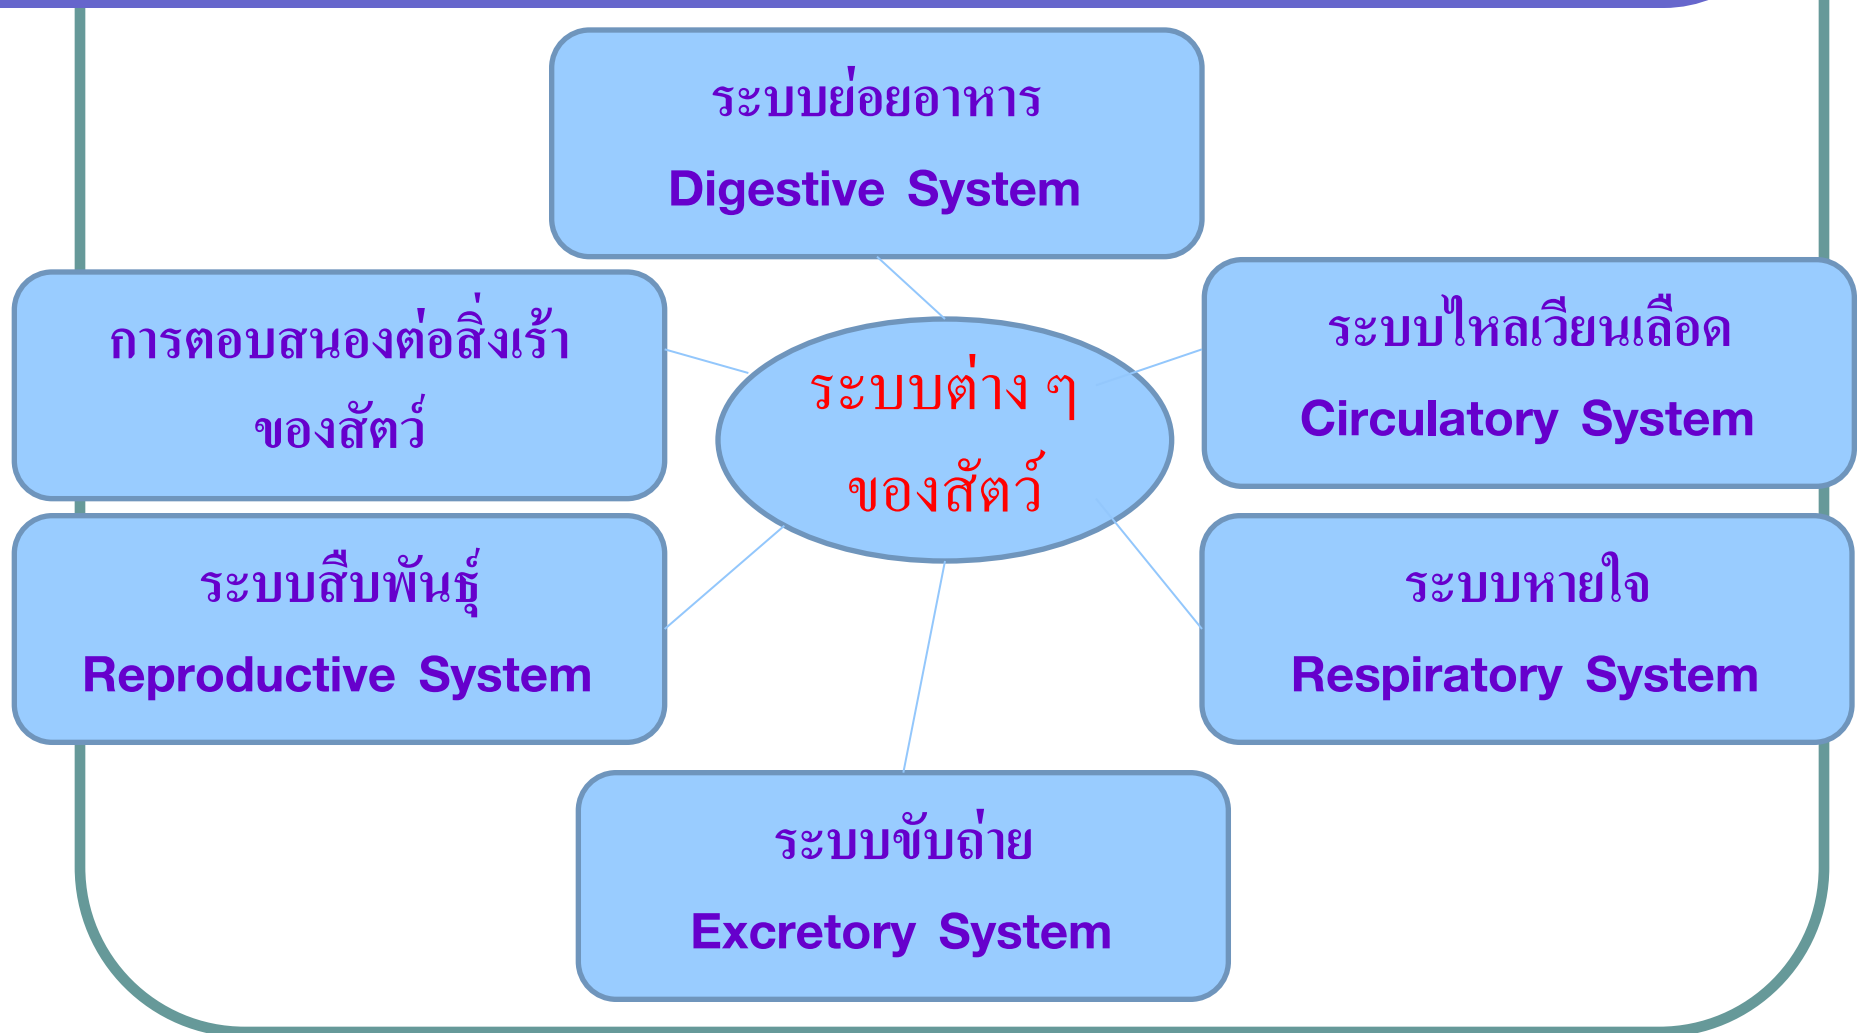 ระบบย่อยอาหาร
Digestive System
การตอบสนองต่อสิ่งเร้า
ของสัตว์
ระบบต่าง ๆ
ของสัตว์
ระบบไหลเวียนเลือด
Circulatory System
ระบบสืบพันธุ์
Reproductive System
ระบบหายใจ
Respiratory System
ระบบขับถ่าย
Excretory System